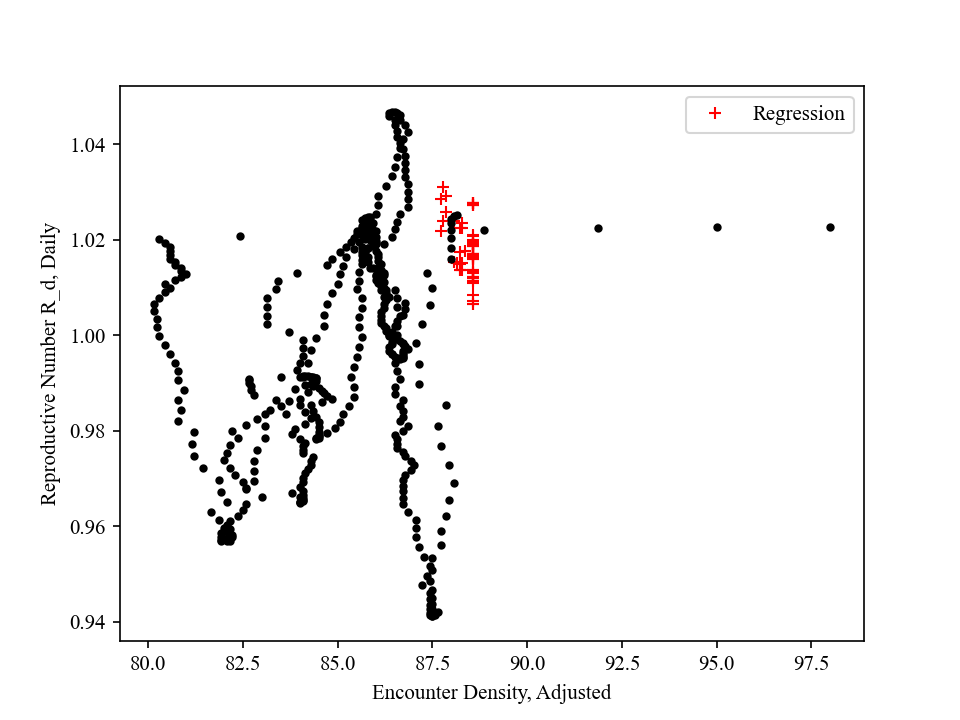 Regression
1.04
1.02
1.00
0.98
0.96
0.94
Reproductive Number R_d, Daily
80.0 82.5 85.0 87.5 90.0 92.5 95.0 97.5
Encounter Density, Adjusted